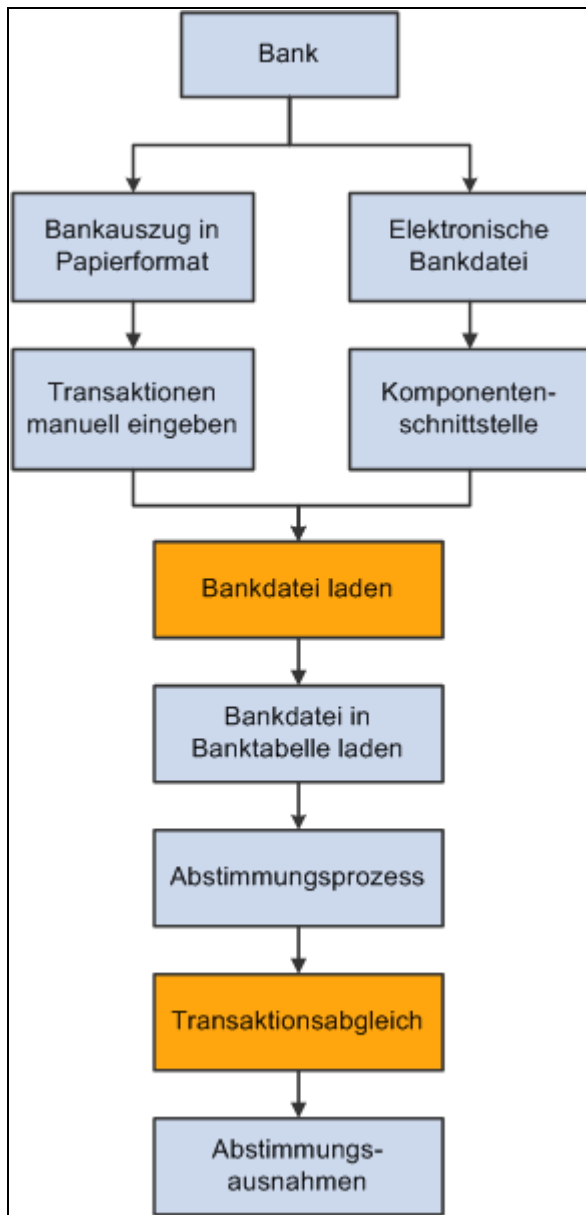 Bank
Bankauszug in
Papierformat
Elektronische
Bankdatei
Transaktionen
manuell eingeben
Komponenten-
schnittstelle
Bankdatei laden
Bankdatei in
Banktabelle laden
Abstimmungsprozess
Transaktionsabgleich
Abstimmungs-
ausnahmen